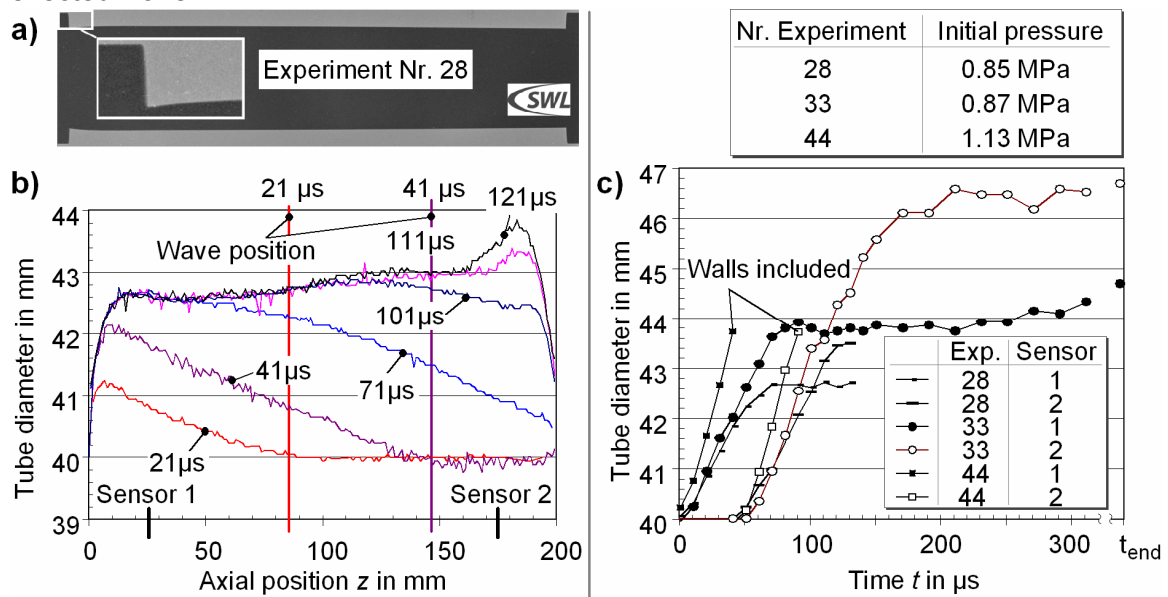 a)
Experiment Nr. 28
SWL
Nr. Experiment Initial pressure
28 0.85 MPa
33 0.87 MPa
44 1.13 MPa
b)
21 µs
41 µs
121µs
Wave position
111µs
101µs
41µs
71µs
21µs
Sensor 1
Sensor 2
Tube diameter in mm
44
43
42
41
40
39
0 50 100 150 200
Axial position z in mm
c)
47
46
45
44
43
42
41
40
Tube diameter in mm
Walls included
Exp. Sensor
28 1
28 2
33 1
33 2
44 1
44 2
0 100 200 300 tend
Time t in µs